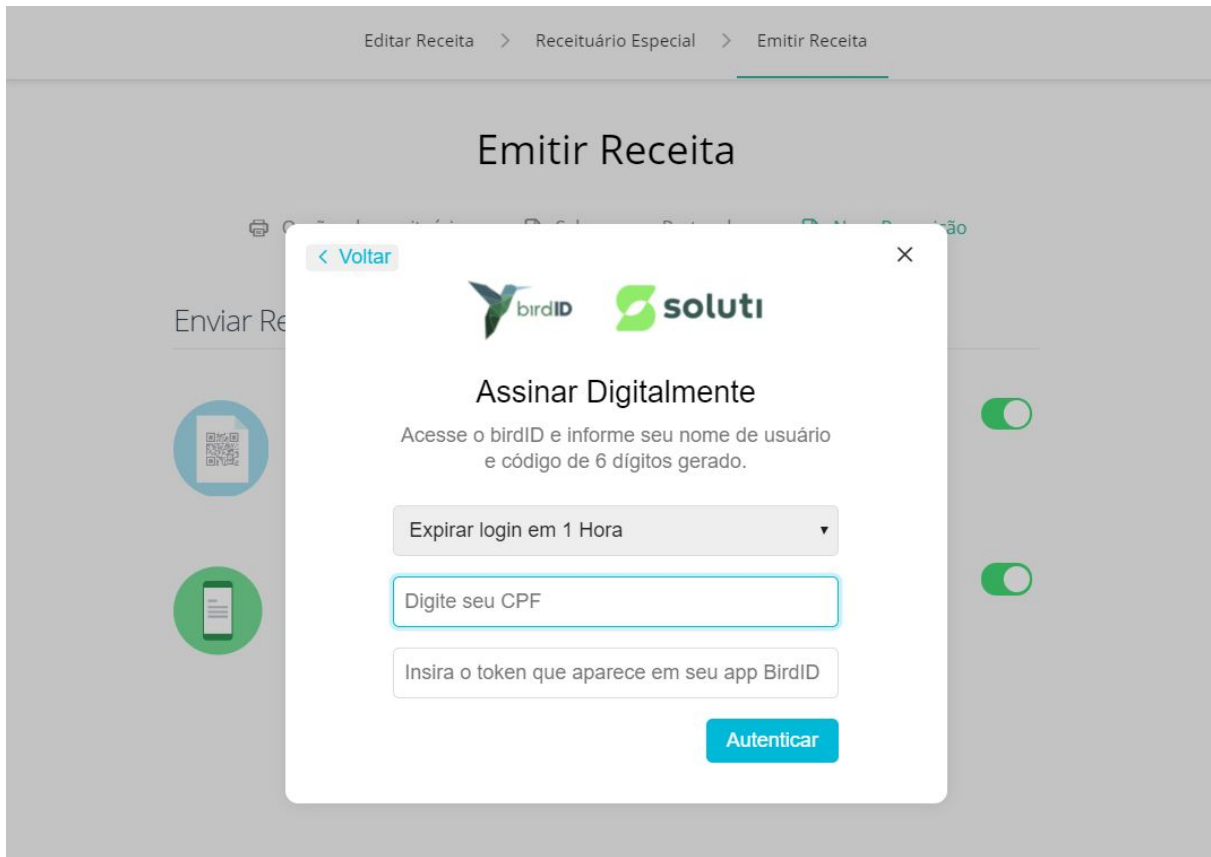 Editar Receita > Receituário Especial > Emitir Receita
Emitir Receita
ão
< Voltar
birdID soluti
Enviar Re
Assinar Digitalmente
Acesse o birdID e informe seu nome de usuário
e código de 6 dígitos gerado.
Expirar login em 1 Hora
Digite seu CPF
Insira o token que aparece em seu app BirdID
Autenticar